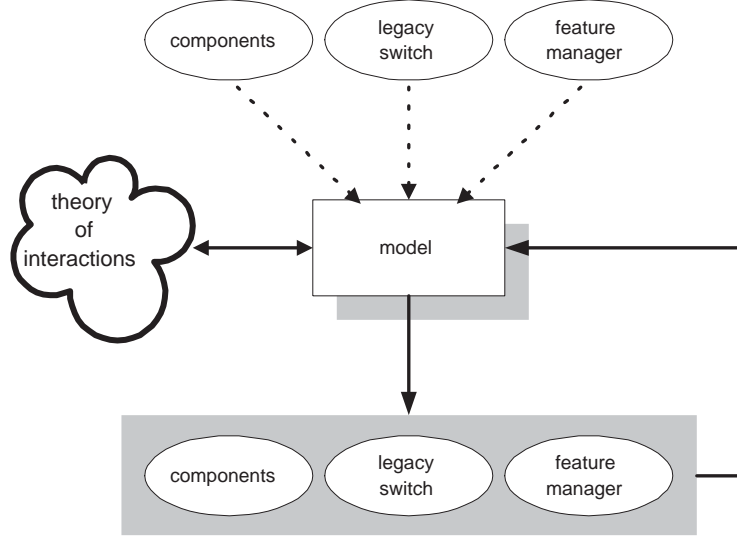 components
legacy
switch
feature
manager
theory
of
interactions
model
components
legacy
switch
feature
manager